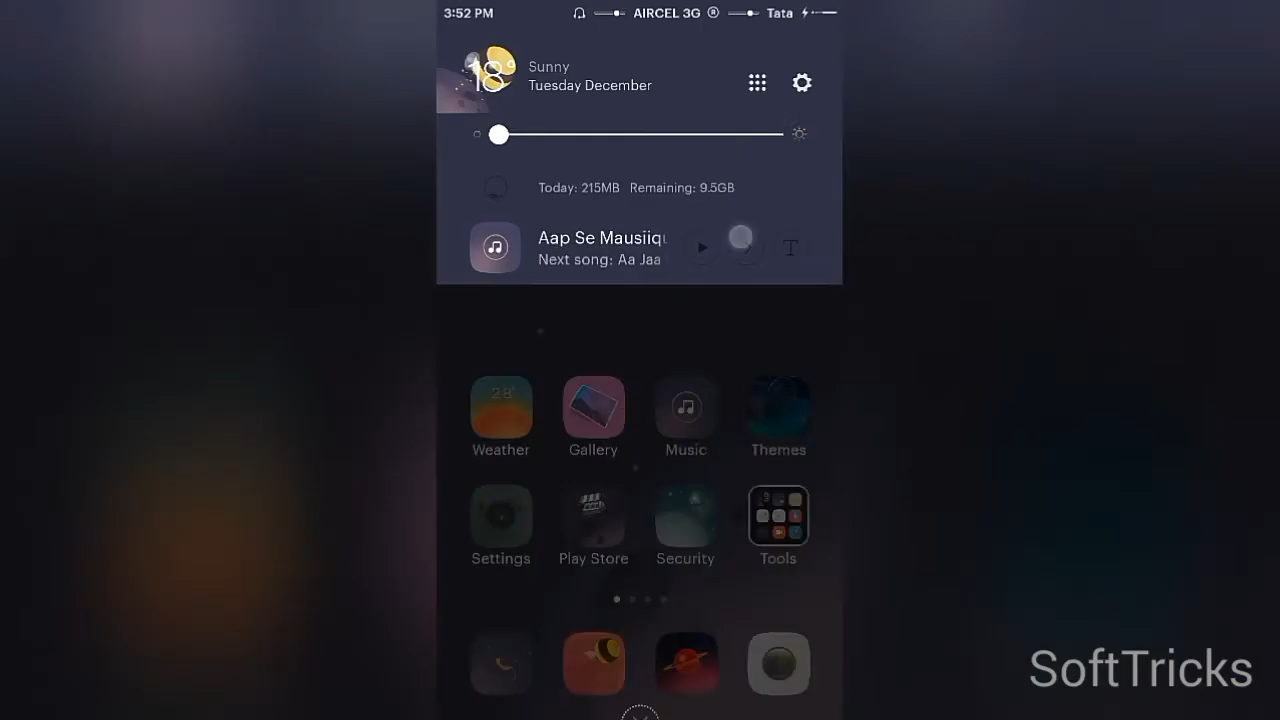 3:52 PM AIRCEL 3G R Tata
18°
Sunny
Tuesday December
Today: 215MB Remaining: 9.5GB
Aap Se Mausiiqu
Next song: Aa Jaa
T
28°
Weather Gallery Music Themes
Settings Play Store Security Tools
SoftTricks